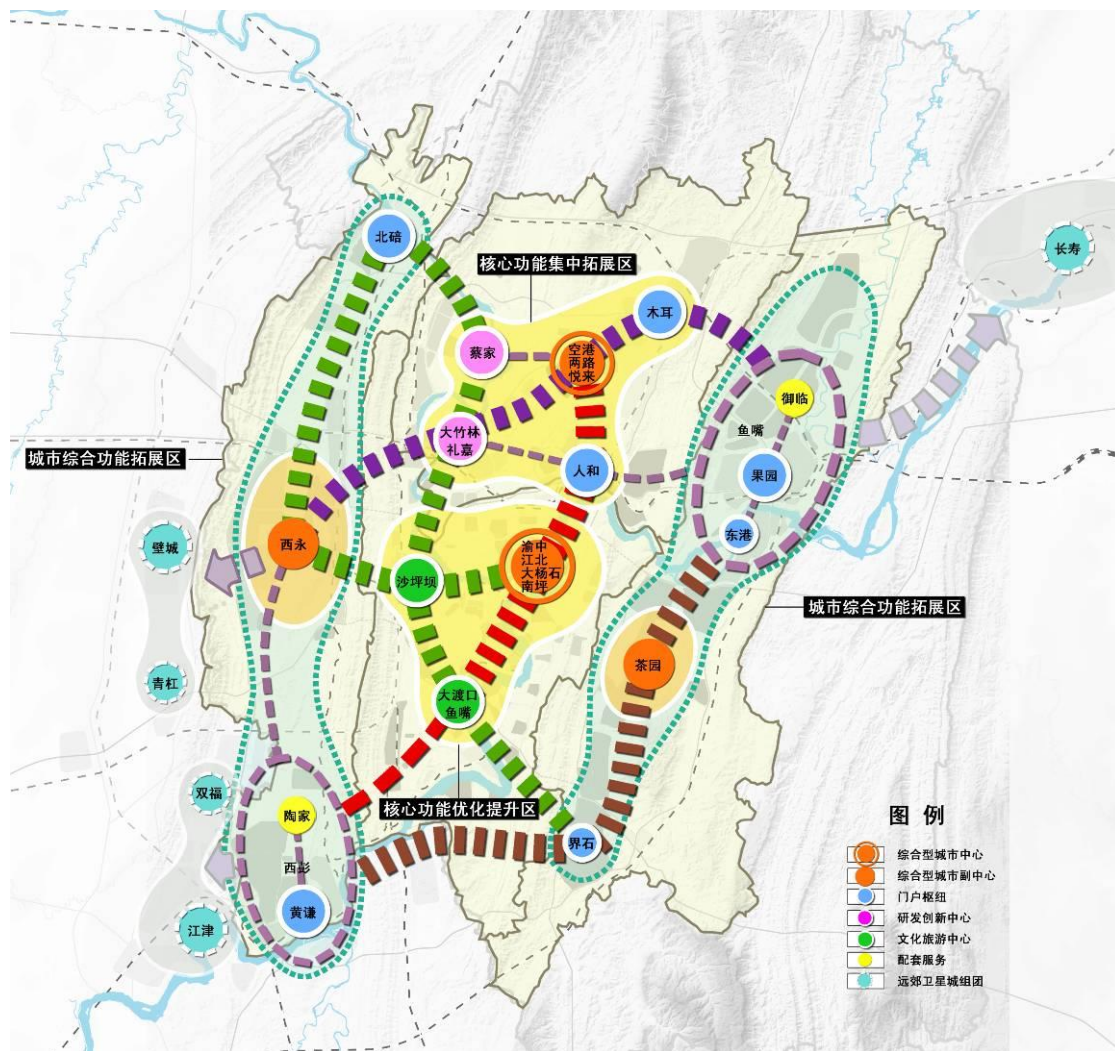 北碚
核心功能集中拓展区
长寿
木耳
蔡家
空港
两路
悦来
御临
大竹林
礼嘉
鱼嘴
城市综合功能拓展区
人和
果园
东港
西永
渝中
江北
大杨石
南坪
壁城
沙坪坝
城市综合功能拓展区
茶园
青杠
大渡口
鱼嘴
双福
核心功能优化提升区
陶家
界石
西彭
黄谦
江津
图例
综合型城市中心
综合型城市副中心
门户枢纽
研发创新中心
文化旅游中心
配套服务
远郊卫星城组团